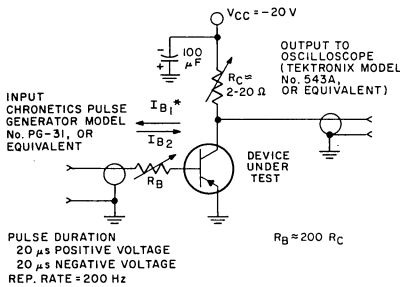 VCC = -20 V
100
µF
-
+
RC ≈
2-20 Ω
OUTPUT TO
OSCILLOSCOPE
(TEKTRONIX MODEL
No. 543A,
OR EQUIVALENT)
INPUT
CHRONETICS PULSE
GENERATOR MODEL
No. PG-31, OR
EQUIVALENT
IB1*
IB2
RB
DEVICE
UNDER
TEST
PULSE DURATION
20 µs POSITIVE VOLTAGE
20 µs NEGATIVE VOLTAGE
REP. RATE = 200 Hz
RB ≈ 200 RC